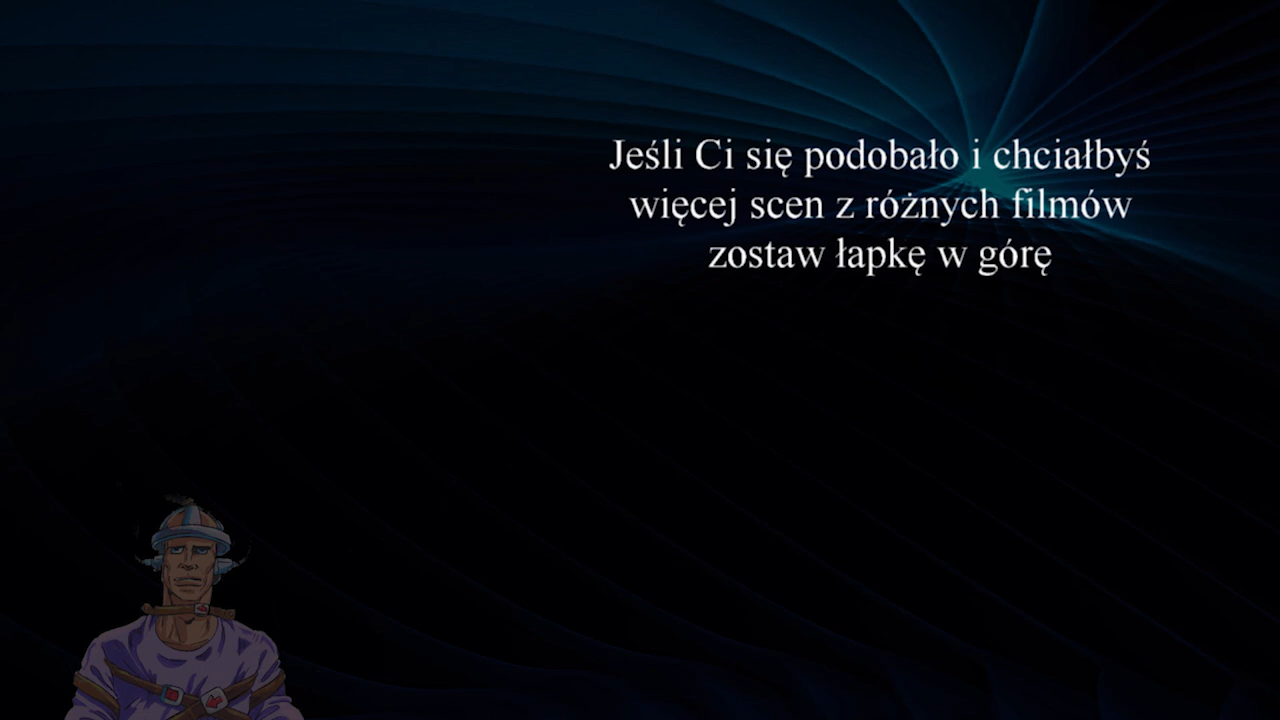 Jeśli Ci się podobało i chciałbyś
więcej scen z różnych filmów
zostaw łapkę w górę